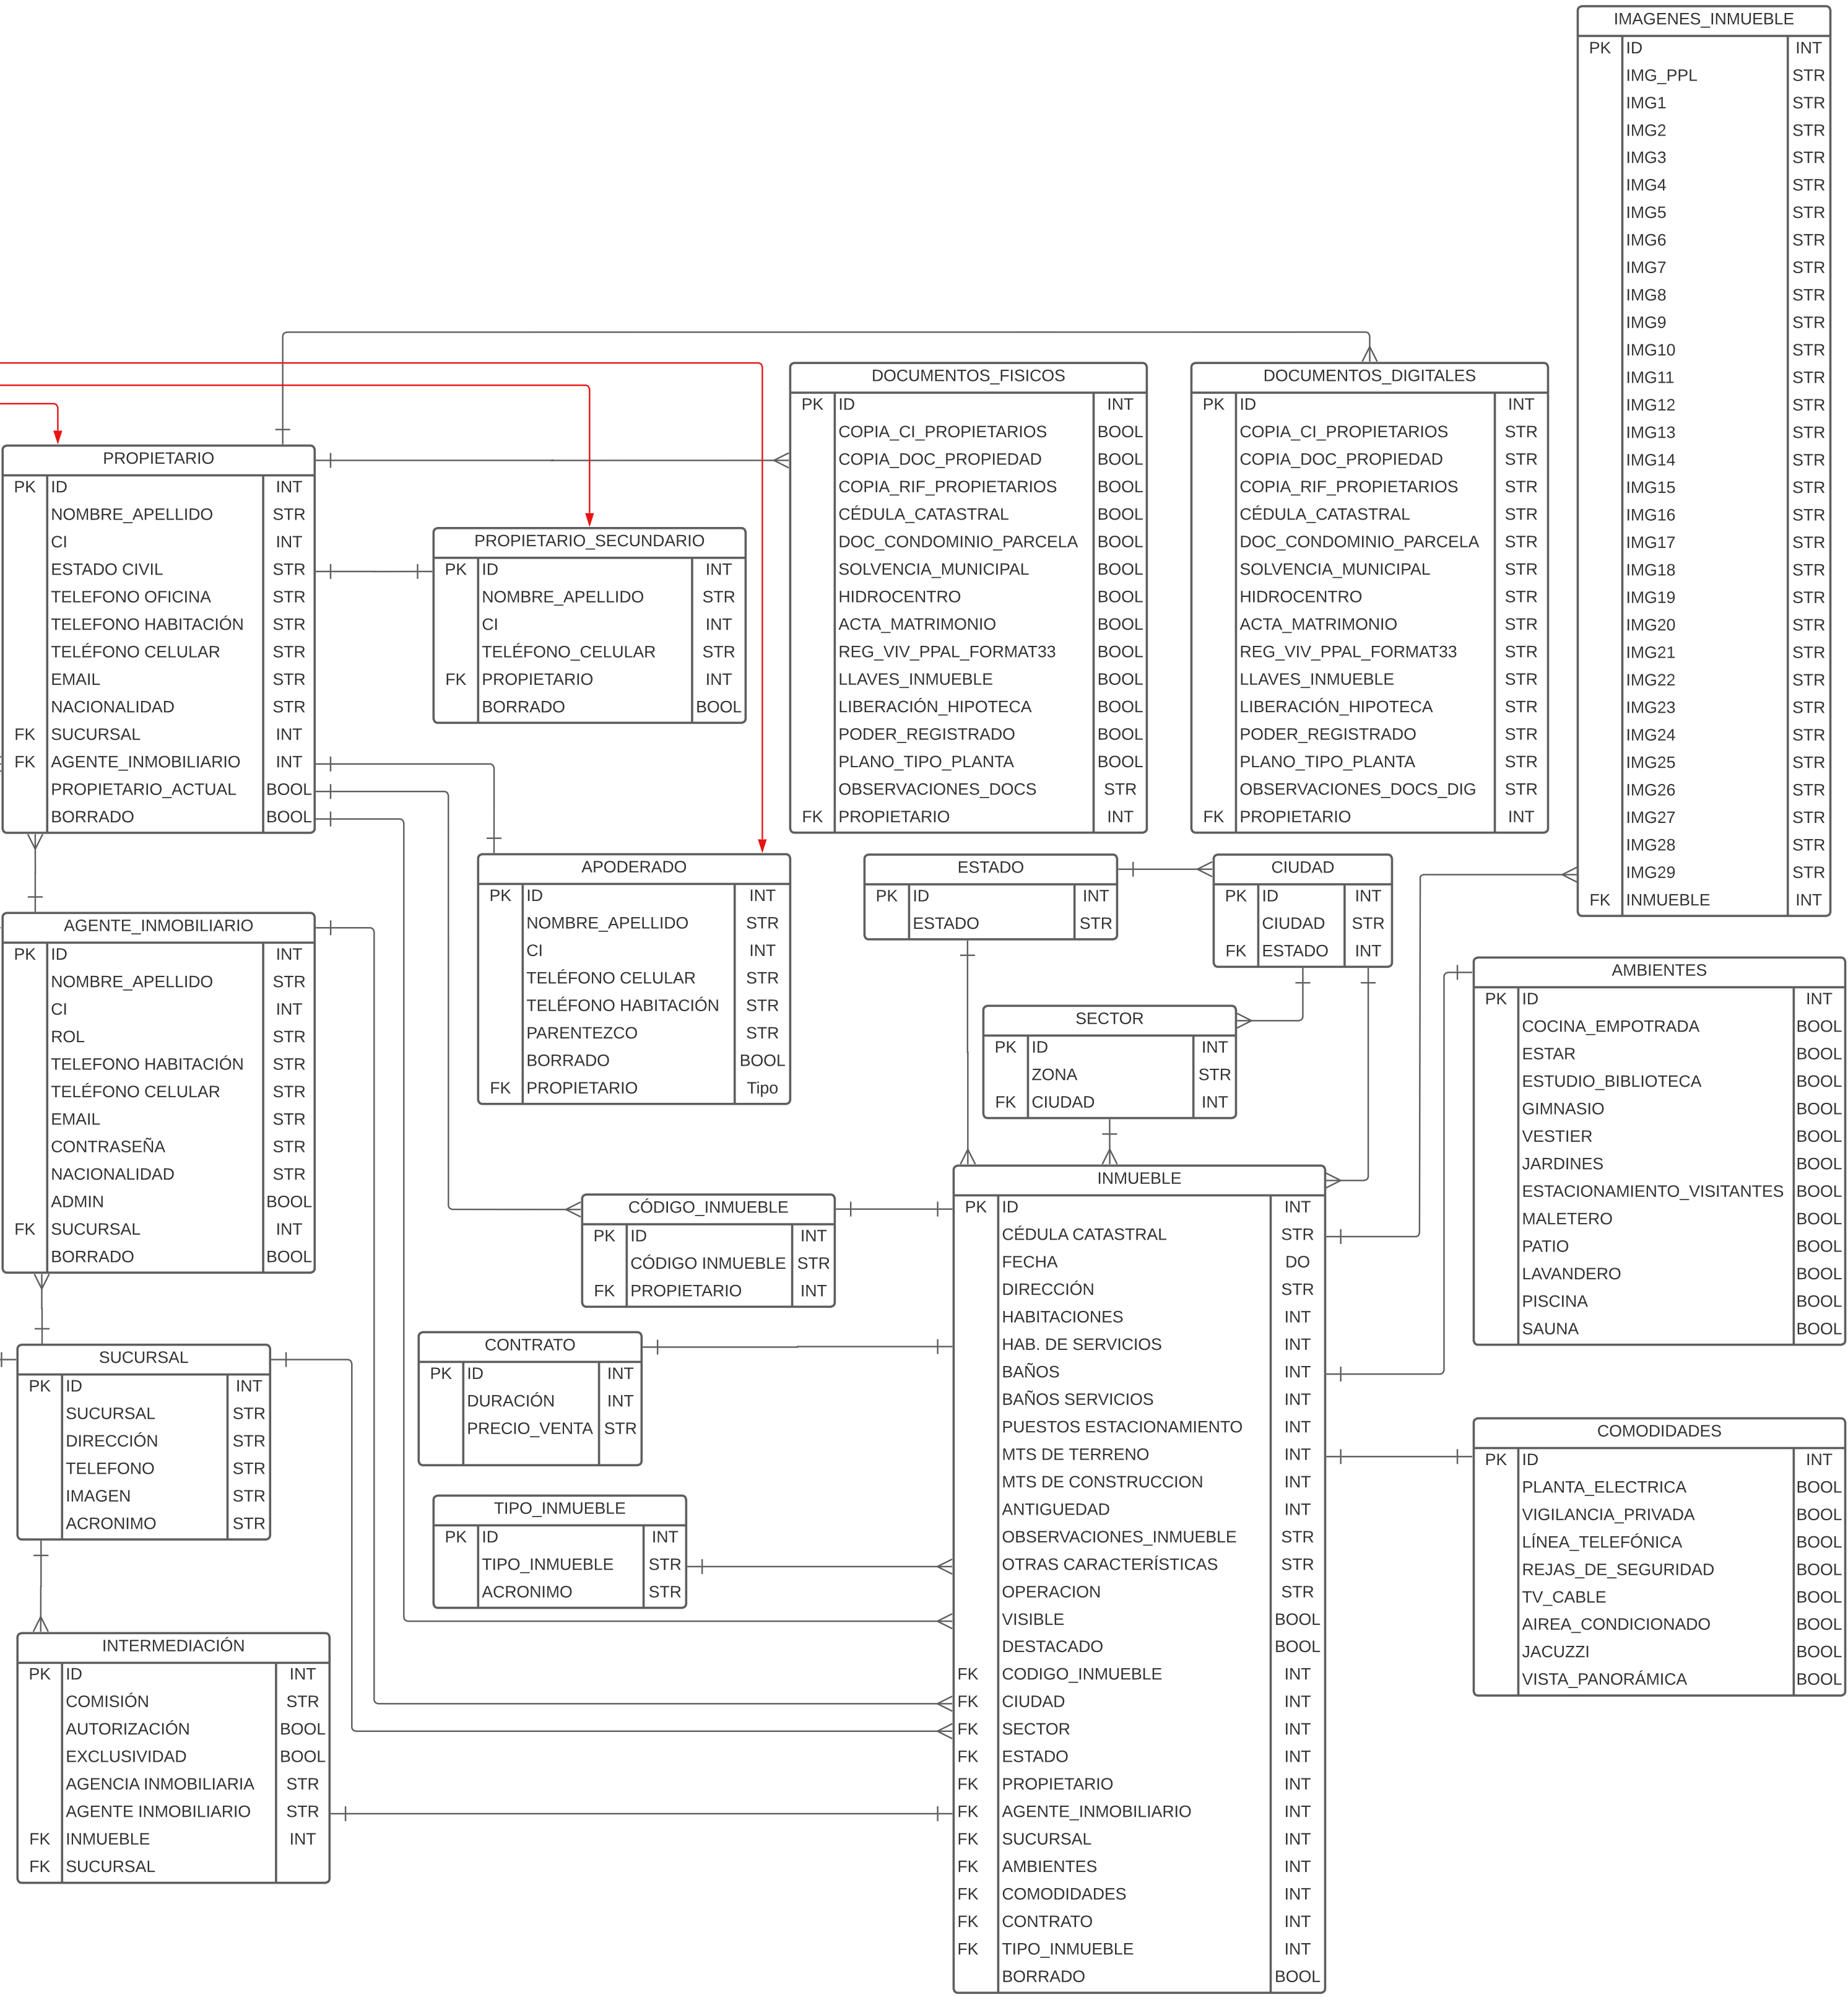 IMAGENES_INMUEBLE
PK ID INT
IMG_PPL STR
IMG1 STR
IMG2 STR
IMG3 STR
IMG4 STR
IMG5 STR
IMG6 STR
IMG7 STR
IMG8 STR
IMG9 STR
IMG10 STR
IMG11 STR
IMG12 STR
IMG13 STR
IMG14 STR
IMG15 STR
IMG16 STR
IMG17 STR
IMG18 STR
IMG19 STR
IMG20 STR
IMG21 STR
IMG22 STR
IMG23 STR
IMG24 STR
IMG25 STR
IMG26 STR
IMG27 STR
IMG28 STR
IMG29 STR
FK INMUEBLE INT
DOCUMENTOS_FISICOS
PK ID INT
COPIA_CI_PROPIETARIOS BOOL
COPIA_DOC_PROPIEDAD BOOL
COPIA_RIF_PROPIETARIOS BOOL
CÉDULA_CATASTRAL BOOL
DOC_CONDOMINIO_PARCELA BOOL
SOLVENCIA_MUNICIPAL BOOL
HIDROCENTRO BOOL
ACTA_MATRIMONIO BOOL
REG_VIV_PPAL_FORMAT33 BOOL
LLAVES_INMUEBLE BOOL
LIBERACIÓN_HIPOTECA BOOL
PODER_REGISTRADO BOOL
PLANO_TIPO_PLANTA BOOL
OBSERVACIONES_DOCS STR
FK PROPIETARIO INT
DOCUMENTOS_DIGITALES
PK ID INT
COPIA_CI_PROPIETARIOS STR
COPIA_DOC_PROPIEDAD STR
COPIA_RIF_PROPIETARIOS STR
CÉDULA_CATASTRAL STR
DOC_CONDOMINIO_PARCELA STR
SOLVENCIA_MUNICIPAL STR
HIDROCENTRO STR
ACTA_MATRIMONIO STR
REG_VIV_PPAL_FORMAT33 STR
LLAVES_INMUEBLE STR
LIBERACIÓN_HIPOTECA STR
PODER_REGISTRADO STR
PLANO_TIPO_PLANTA STR
OBSERVACIONES_DOCS_DIG STR
FK PROPIETARIO INT
PROPIETARIO
PK ID INT
NOMBRE_APELLIDO STR
CI INT
ESTADO CIVIL STR
TELEFONO OFICINA STR
TELEFONO HABITACIÓN STR
TELÉFONO CELULAR STR
EMAIL STR
NACIONALIDAD STR
FK SUCURSAL INT
FK AGENTE_INMOBILIARIO INT
PROPIETARIO_ACTUAL BOOL
BORRADO BOOL
PROPIETARIO_SECUNDARIO
PK ID INT
NOMBRE_APELLIDO STR
CI INT
TELÉFONO_CELULAR STR
FK PROPIETARIO INT
BORRADO BOOL
APODERADO
PK ID INT
NOMBRE_APELLIDO STR
CI INT
TELÉFONO CELULAR STR
TELÉFONO HABITACIÓN STR
PARENTEZCO STR
BORRADO BOOL
FK PROPIETARIO Tipo
ESTADO
PK ID INT
ESTADO STR
CIUDAD
PK ID INT
CIUDAD STR
FK ESTADO INT
SECTOR
PK ID INT
ZONA STR
FK CIUDAD INT
AGENTE_INMOBILIARIO
PK ID INT
NOMBRE_APELLIDO STR
CI INT
ROL STR
TELEFONO HABITACIÓN STR
TELÉFONO CELULAR STR
EMAIL STR
CONTRASEÑA STR
NACIONALIDAD STR
ADMIN BOOL
FK SUCURSAL INT
BORRADO BOOL
AMBIENTES
PK ID INT
COCINA_EMPOTRADA BOOL
ESTAR BOOL
ESTUDIO_BIBLIOTECA BOOL
GIMNASIO BOOL
VESTIER BOOL
JARDINES BOOL
ESTACIONAMIENTO_VISITANTES BOOL
MALETERO BOOL
PATIO BOOL
LAVANDERO BOOL
PISCINA BOOL
SAUNA BOOL
CÓDIGO_INMUEBLE
PK ID INT
CÓDIGO INMUEBLE STR
FK PROPIETARIO INT
CONTRATO
PK ID INT
DURACIÓN INT
PRECIO_VENTA STR
TIPO_INMUEBLE
PK ID INT
TIPO_INMUEBLE STR
ACRONIMO STR
SUCURSAL
PK ID INT
SUCURSAL STR
DIRECCIÓN STR
TELEFONO STR
IMAGEN STR
ACRONIMO STR
INTERMEDIACIÓN
PK ID INT
COMISIÓN STR
AUTORIZACIÓN BOOL
EXCLUSIVIDAD BOOL
AGENCIA INMOBILIARIA STR
AGENTE INMOBILIARIO STR
FK INMUEBLE INT
FK SUCURSAL
INMUEBLE
PK ID INT
CÉDULA CATASTRAL STR
FECHA DO
DIRECCIÓN STR
HABITACIONES INT
HAB. DE SERVICIOS INT
BAÑOS INT
BAÑOS SERVICIOS INT
PUESTOS ESTACIONAMIENTO INT
MTS DE TERRENO INT
MTS DE CONSTRUCCION INT
ANTIGUEDAD INT
OBSERVACIONES_INMUEBLE STR
OTRAS CARACTERÍSTICAS STR
OPERACION STR
VISIBLE BOOL
DESTACADO BOOL
FK CODIGO_INMUEBLE INT
FK CIUDAD INT
FK SECTOR INT
FK ESTADO INT
FK PROPIETARIO INT
FK AGENTE_INMOBILIARIO INT
FK SUCURSAL INT
FK AMBIENTES INT
FK COMODIDADES INT
FK CONTRATO INT
FK TIPO_INMUEBLE INT
BORRADO BOOL
COMODIDADES
PK ID INT
PLANTA_ELECTRICA BOOL
VIGILANCIA_PRIVADA BOOL
LÍNEA_TELEFÓNICA BOOL
REJAS_DE_SEGURIDAD BOOL
TV_CABLE BOOL
AIREA_CONDICIONADO BOOL
JACUZZI BOOL
VISTA_PANORÁMICA BOOL